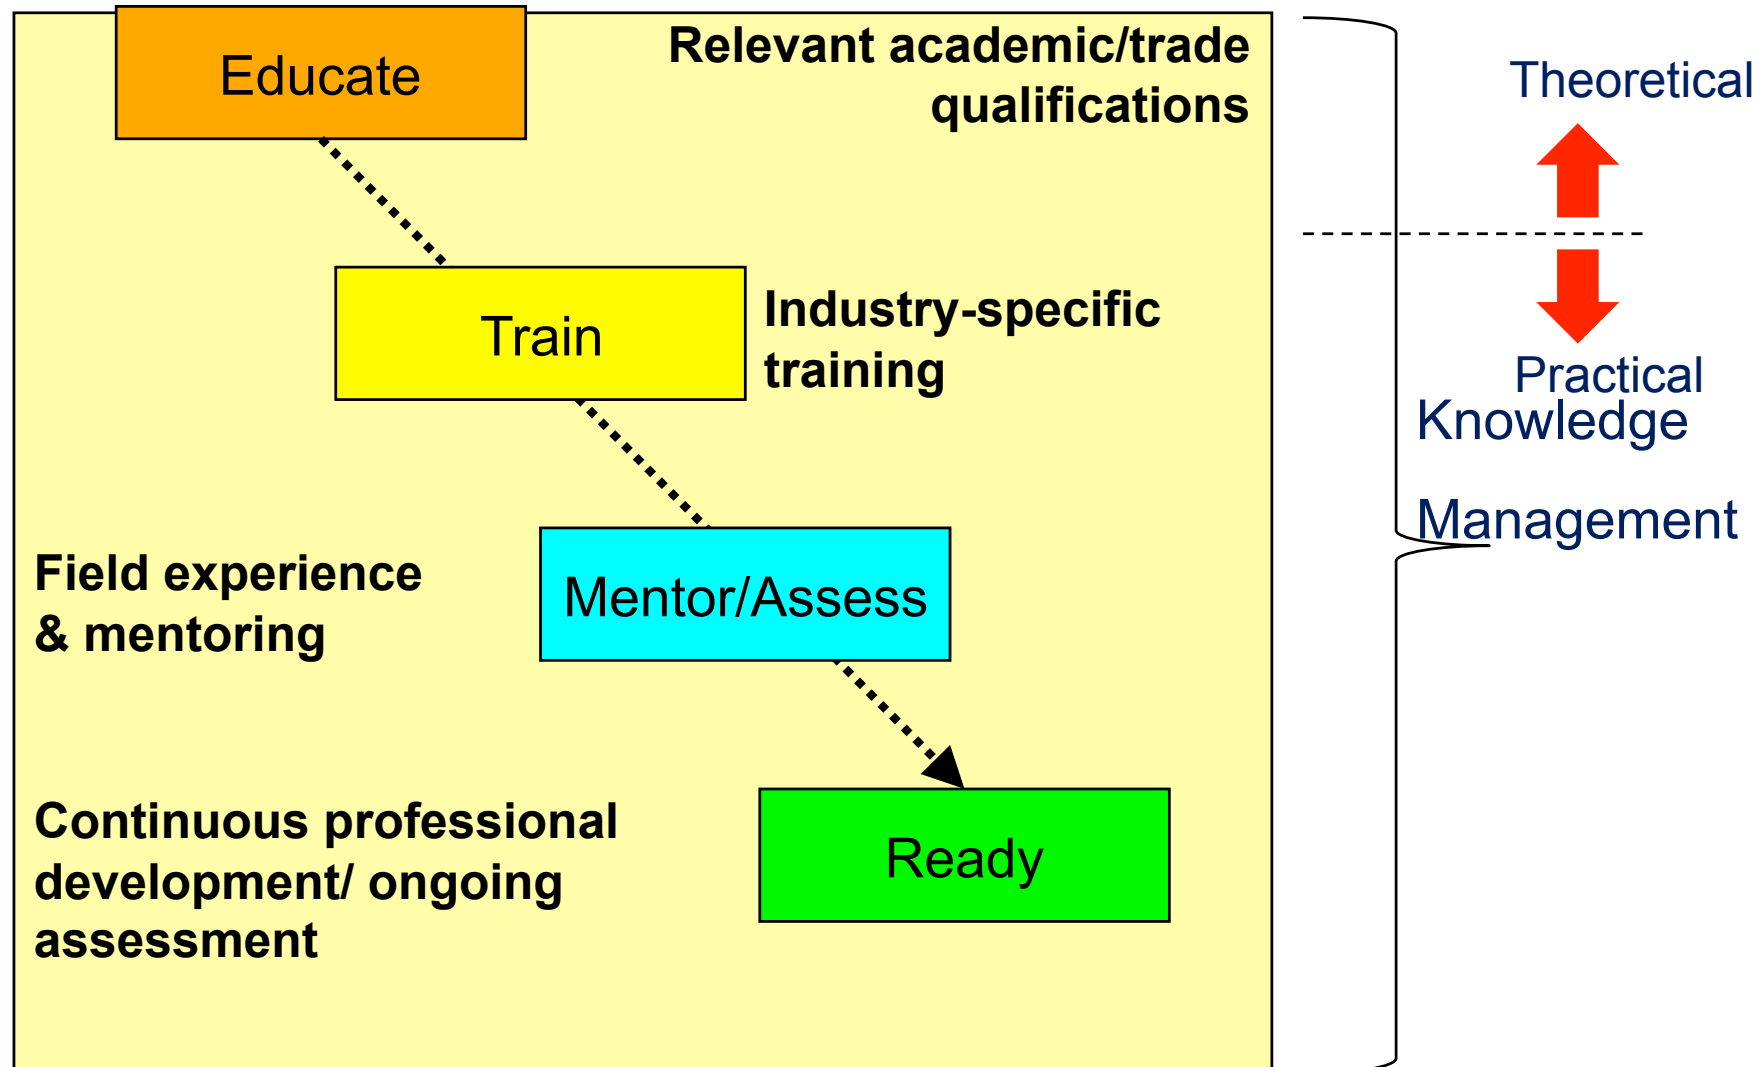 Educate
Relevant academic/trade
qualifications
Theoretical
Train
Industry-specific
training
Practical
Knowledge
Management
Field experience
& mentoring
Mentor/Assess
Continuous professional
development/ ongoing
assessment
Ready